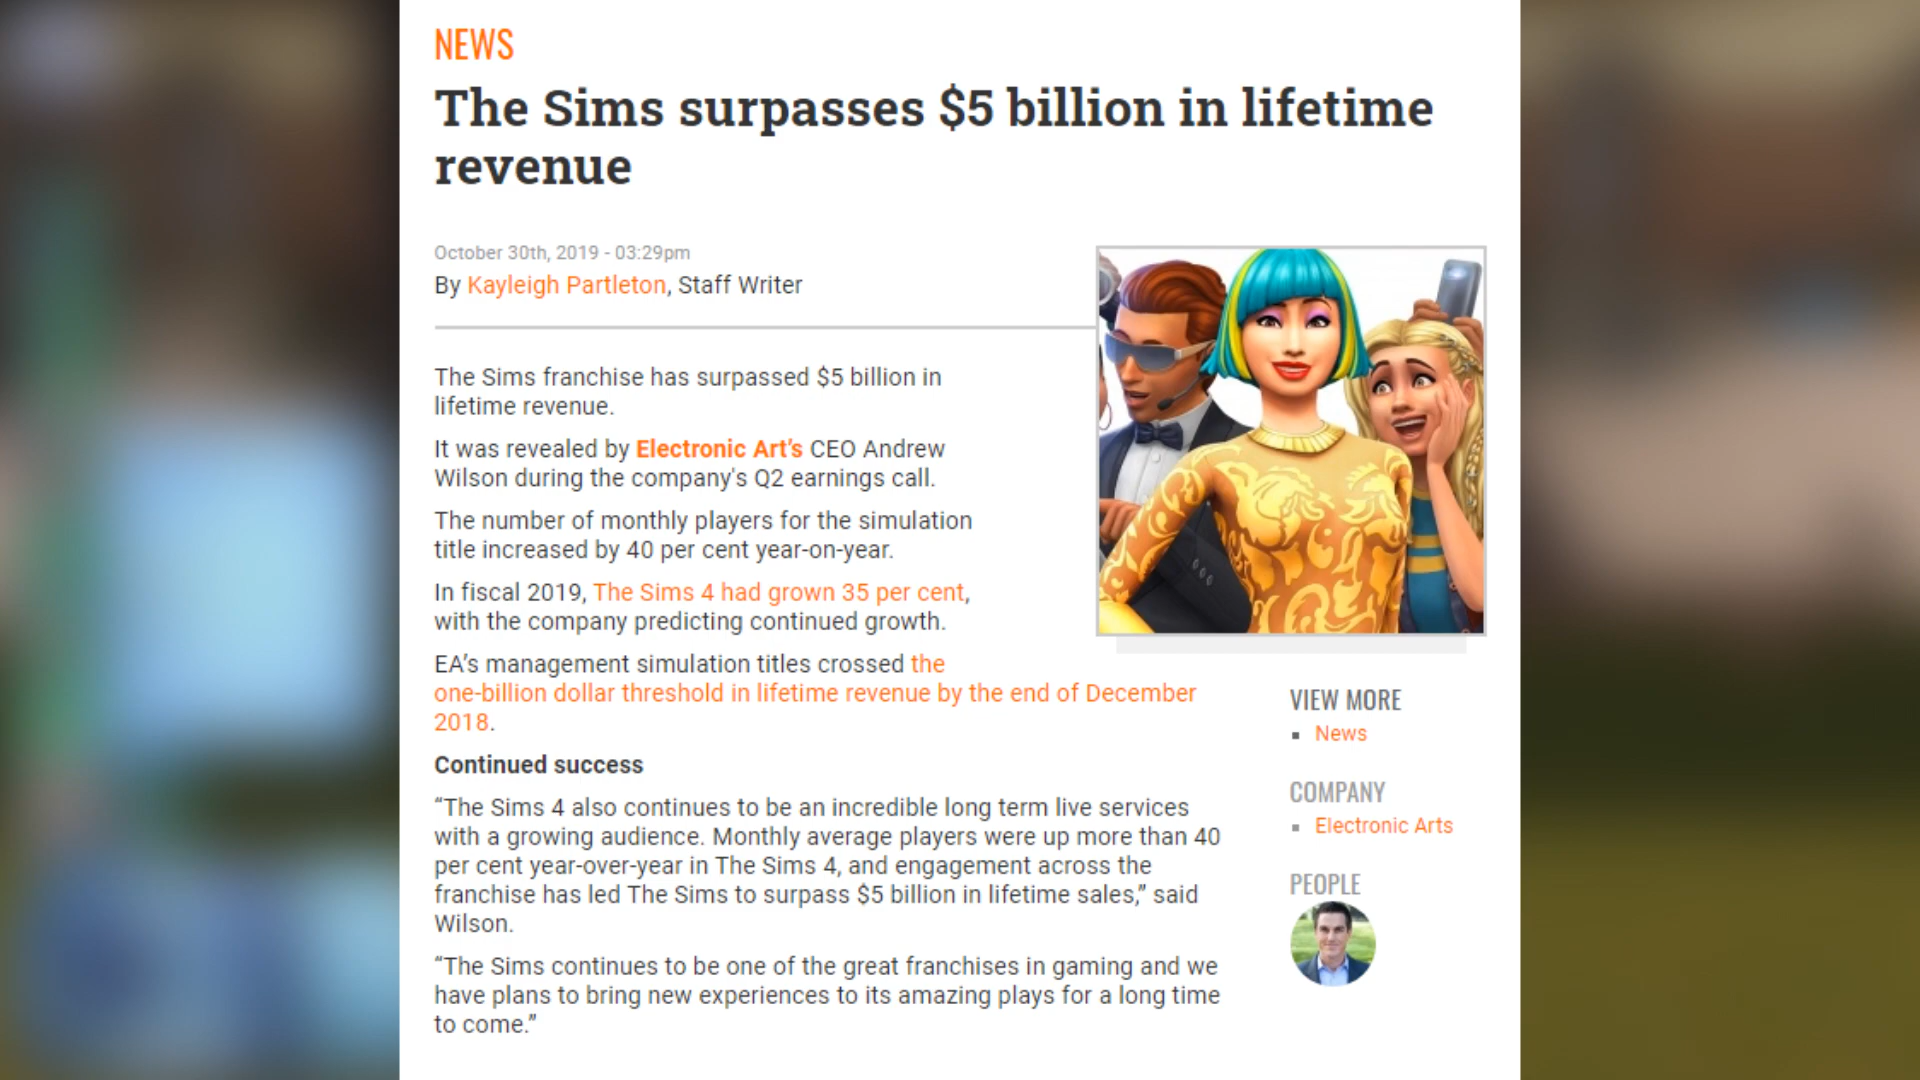 NEWS
The Sims surpasses $5 billion in lifetime
revenue
October 30th, 2019 - 03:29pm
By Kayleigh Partleton, Staff Writer
The Sims franchise has surpassed $5 billion in
lifetime revenue.
It was revealed by Electronic Art’s CEO Andrew
Wilson during the company's Q2 earnings call.
The number of monthly players for the simulation
title increased by 40 per cent year-on-year.
In fiscal 2019, The Sims 4 had grown 35 per cent,
with the company predicting continued growth.
EA’s management simulation titles crossed the
one-billion dollar threshold in lifetime revenue by the end of December
2018.
Continued success
“The Sims 4 also continues to be an incredible long term live services
with a growing audience. Monthly average players were up more than 40
per cent year-over-year in The Sims 4, and engagement across the
franchise has led The Sims to surpass $5 billion in lifetime sales,” said
Wilson.
“The Sims continues to be one of the great franchises in gaming and we
have plans to bring new experiences to its amazing plays for a long time
to come.”
VIEW MORE
News
COMPANY
Electronic Arts
PEOPLE